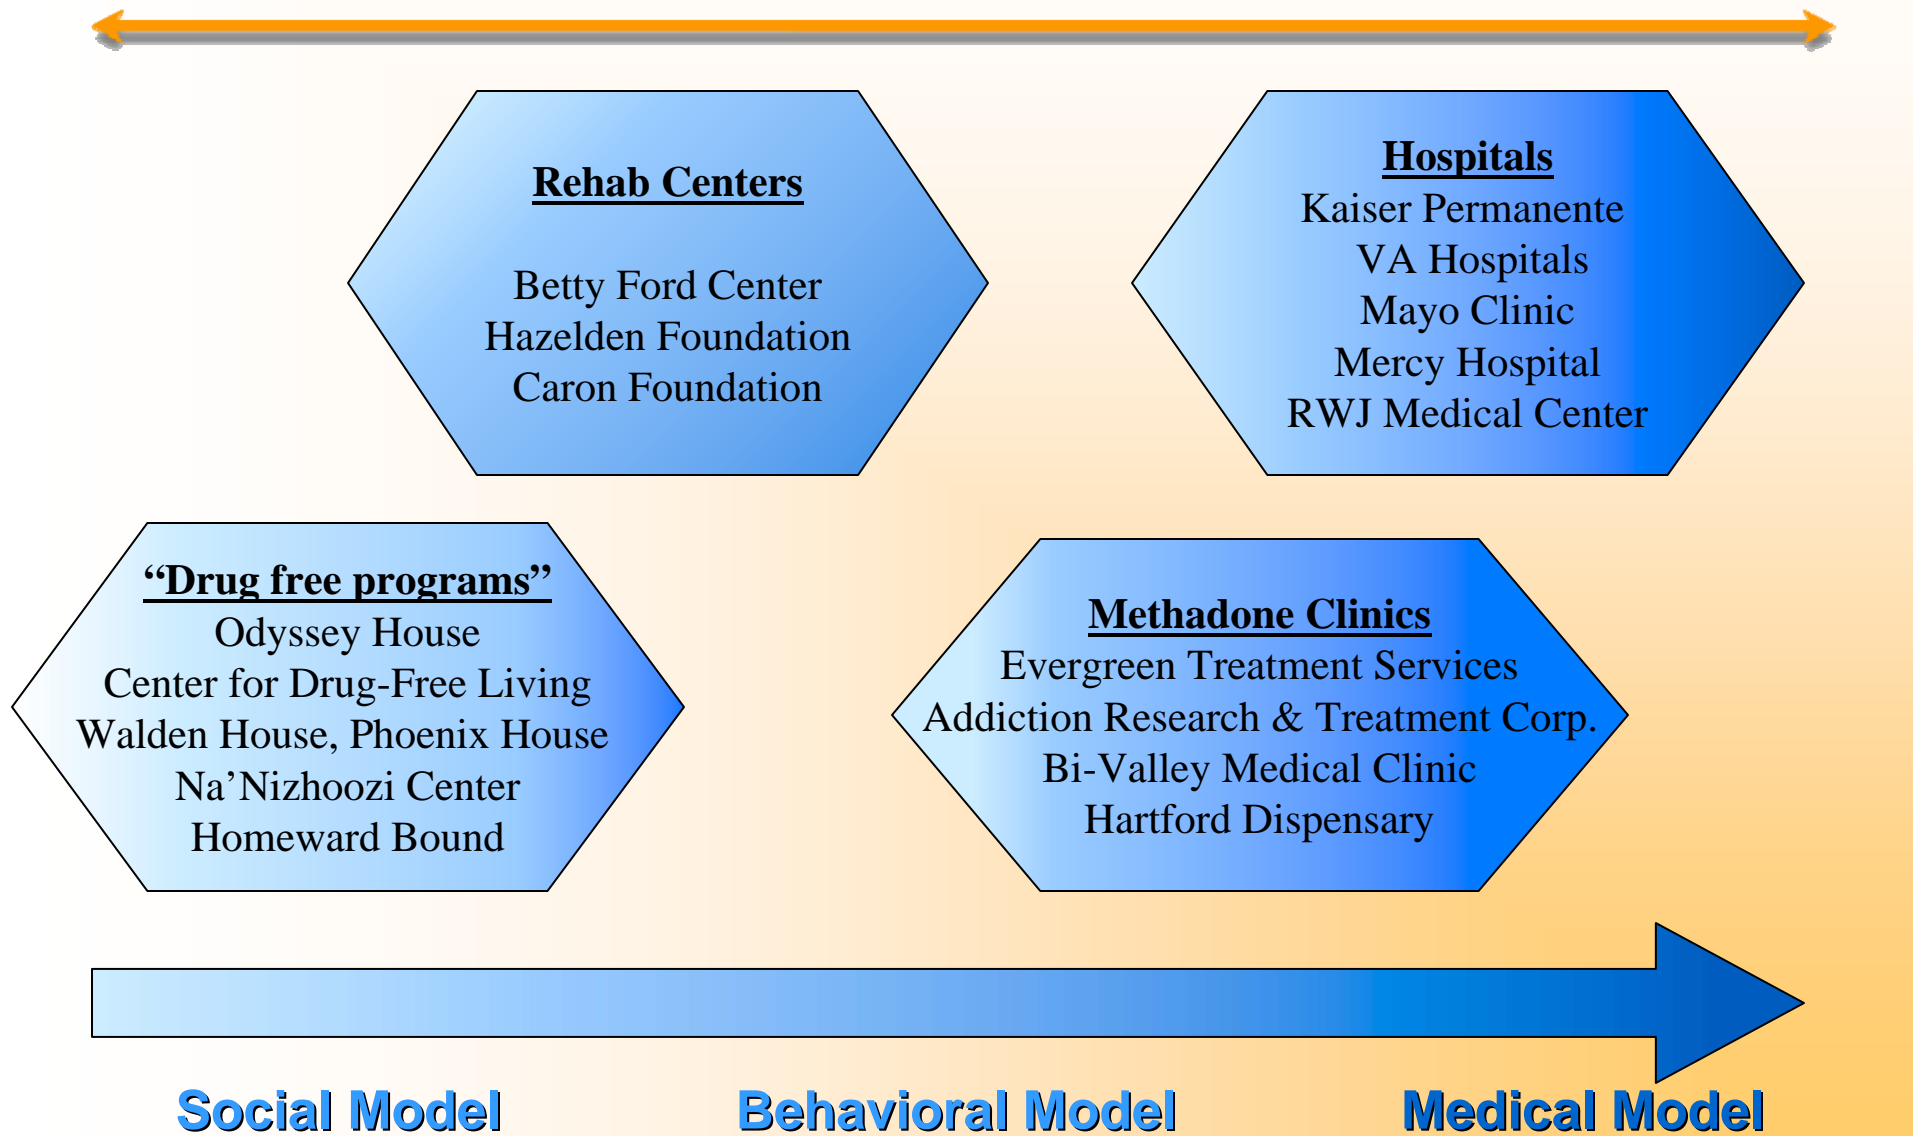 Rehab Centers
Betty Ford Center
Hazelden Foundation
Caron Foundation
Hospitals
Kaiser Permanente
VA Hospitals
Mayo Clinic
Mercy Hospital
RWJ Medical Center
“Drug free programs”
Odyssey House
Center for Drug-Free Living
Walden House, Phoenix House
Na’Nizhoozi Center
Homeward Bound
Methadone Clinics
Evergreen Treatment Services
Addiction Research & Treatment Corp.
Bi-Valley Medical Clinic
Hartford Dispensary
Social Model
Behavioral Model
Medical Model